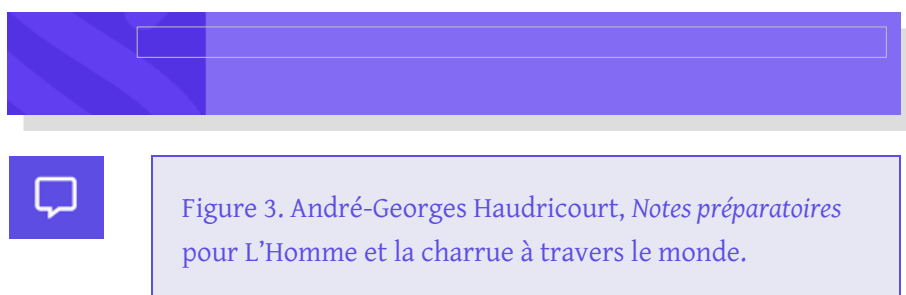 Figure 3. André-Georges Haudricourt, Notes préparatoires
pour L’Homme et la charrue à travers le monde.